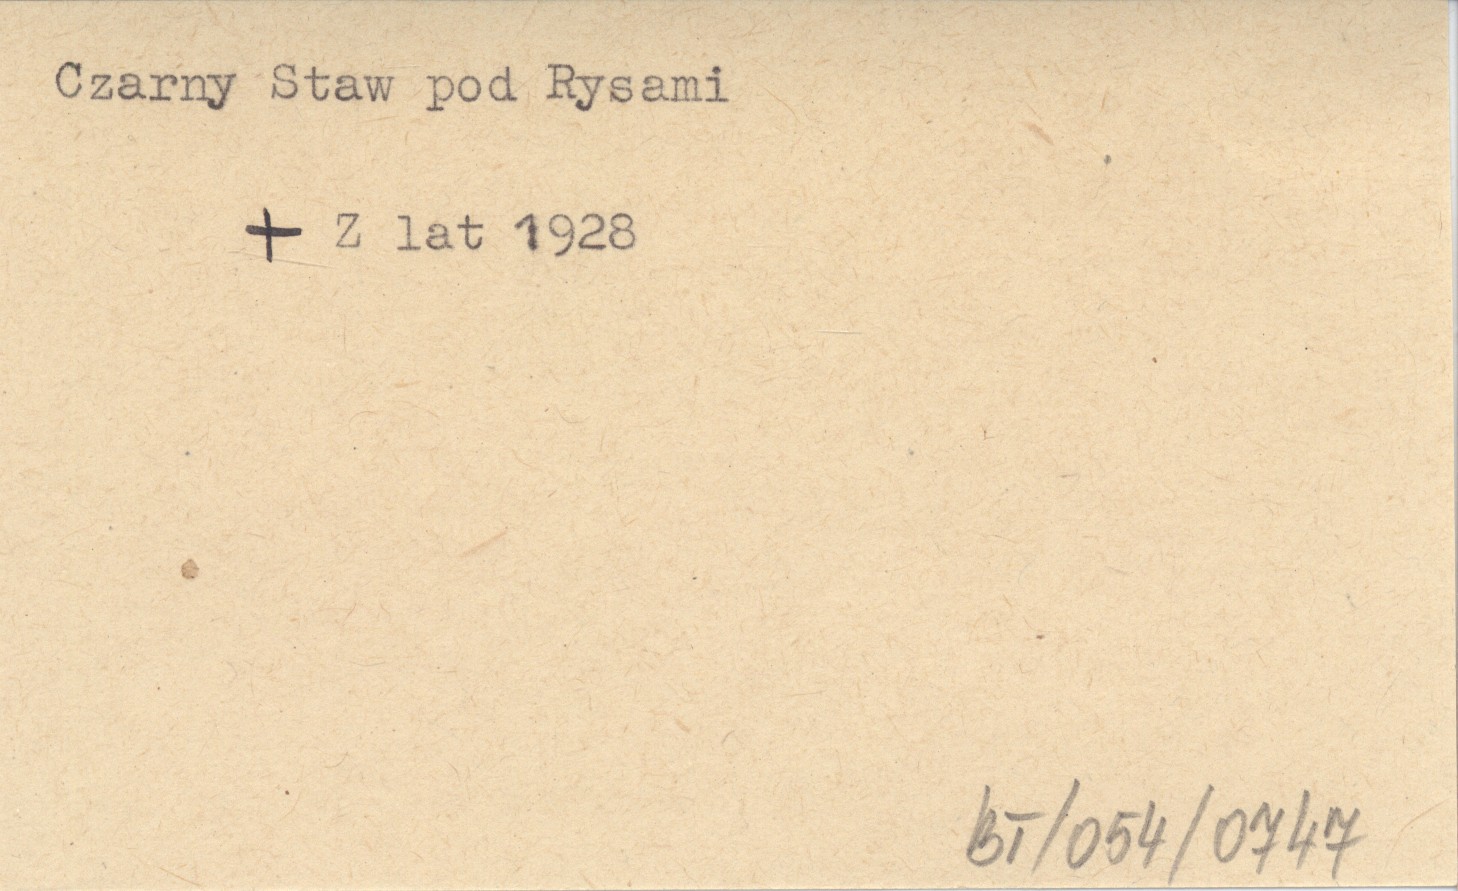 Czarny Staw pod Rysami
+ Z lat 1928
BT/054/0747